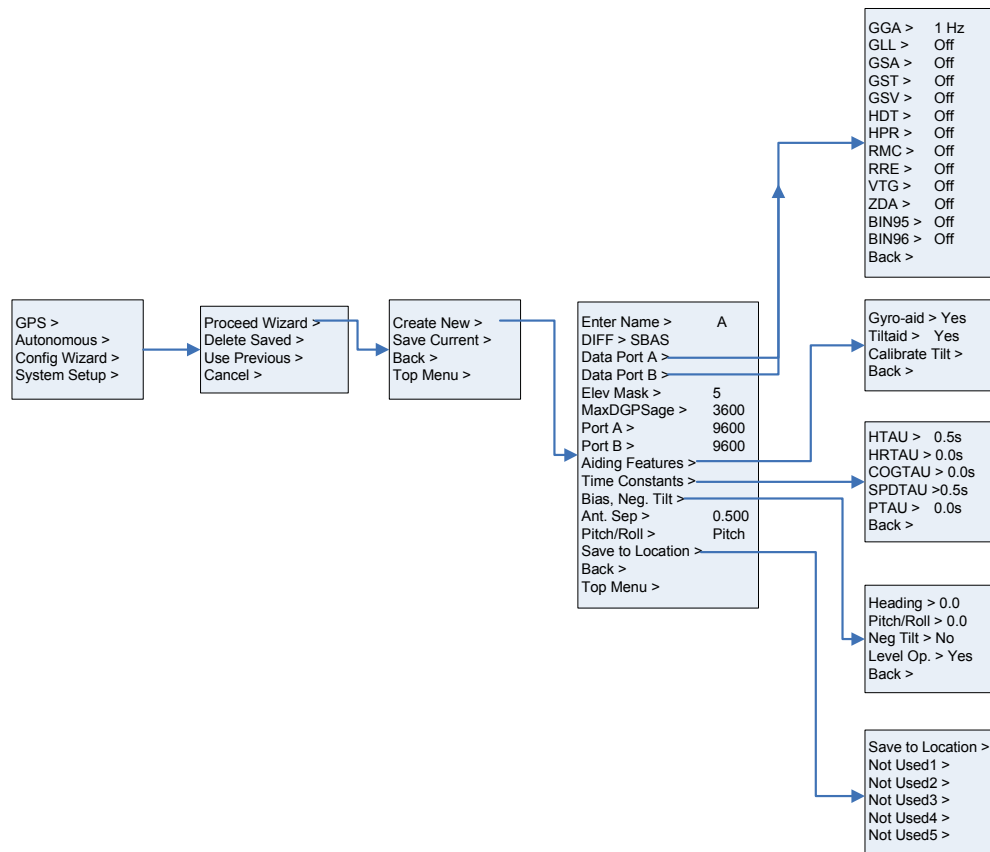 GPS >
Autonomous >
Config Wizard >
System Setup >
Proceed Wizard >
Delete Saved >
Use Previous >
Cancel >
Create New >
Save Current >
Back >
Top Menu >
Enter Name > A
DIFF > SBAS
Data Port A >
Data Port B >
Elev Mask > 5
MaxDGPSage > 3600
Port A > 9600
Port B > 9600
Aiding Features >
Time Constants >
Bias, Neg. Tilt >
Ant. Sep > 0.500
Pitch/Roll > Pitch
Save to Location >
Back >
Top Menu >
GGA > 1 Hz
GLL > Off
GSA > Off
GST > Off
GSV > Off
HDT > Off
HPR > Off
RMC > Off
RRE > Off
VTG > Off
ZDA > Off
BIN95 > Off
BIN96 > Off
Back >
Gyro-aid > Yes
Tiltaid > Yes
Calibrate Tilt >
Back >
HTAU > 0.5s
HRTAU > 0.0s
COGTAU > 0.0s
SPDTAU >0.5s
PTAU > 0.0s
Back >
Heading > 0.0
Pitch/Roll > 0.0
Neg Tilt > No
Level Op. > Yes
Back >
Save to Location >
Not Used1 >
Not Used2 >
Not Used3 >
Not Used4 >
Not Used5 >